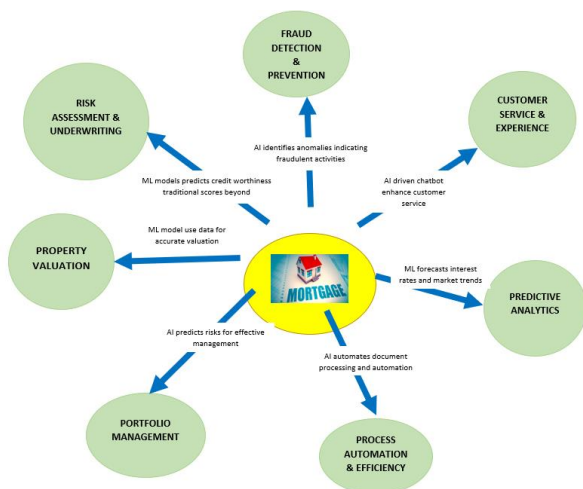 FRAUD
DETECTION
&
PREVENTION
RISK
ASSESSMENT &
UNDERWRITING
CUSTOMER
SERVICE &
EXPERIENCE
AI identifies anomalies indicating
fraudulent activities
ML models predicts credit worthiness
traditional scores beyond
AI driven chatbot
enhance customer
service
ML model use data for
accurate valuation
PROPERTY
VALUATION
MORTGAGE
ML forecasts interest
rates and market trends
PREDICTIVE
ANALYTICS
AI predicts risks for effective
management
AI automates document
processing and automation
PORTFOLIO
MANAGEMENT
PROCESS
AUTOMATION
& EFFICIENCY